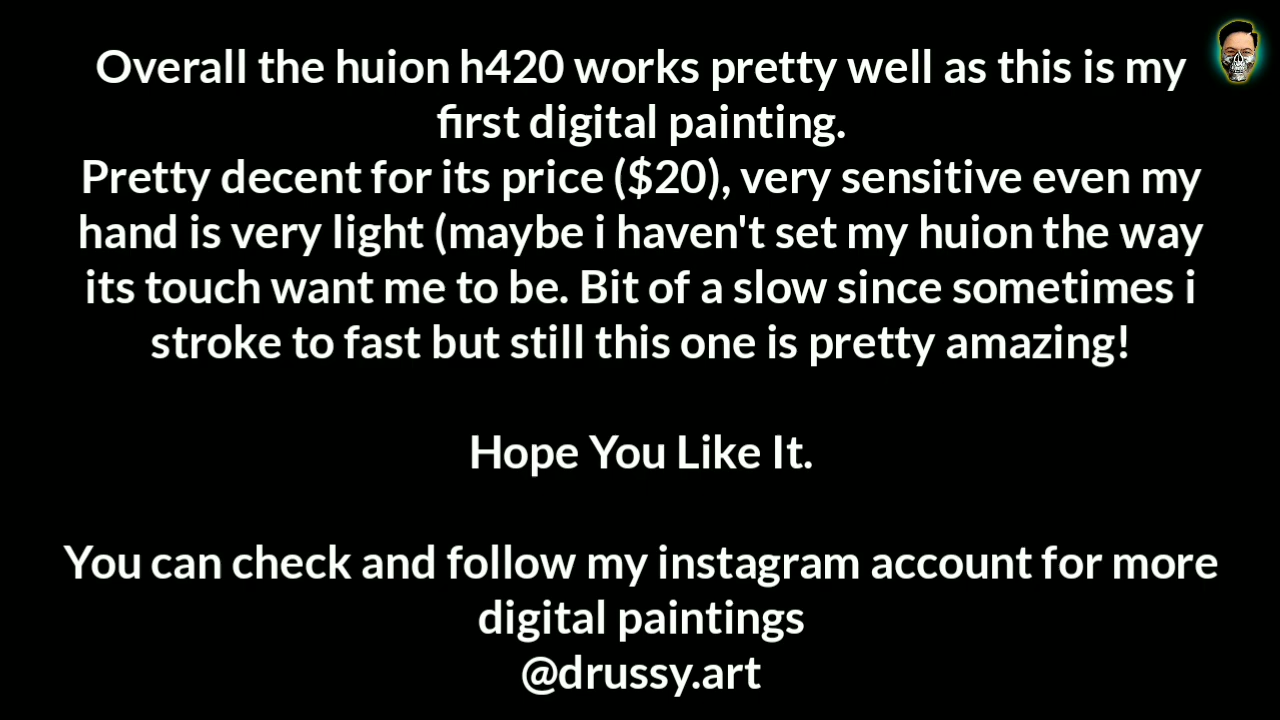 Overall the huion h420 works pretty well as this is my
first digital painting.
Pretty decent for its price ($20), very sensitive even my
hand is very light (maybe i haven't set my huion the way
its touch want me to be. Bit of a slow since sometimes i
stroke to fast but still this one is pretty amazing!
Hope You Like It.
You can check and follow my instagram account for more
digital paintings
@drussy.art